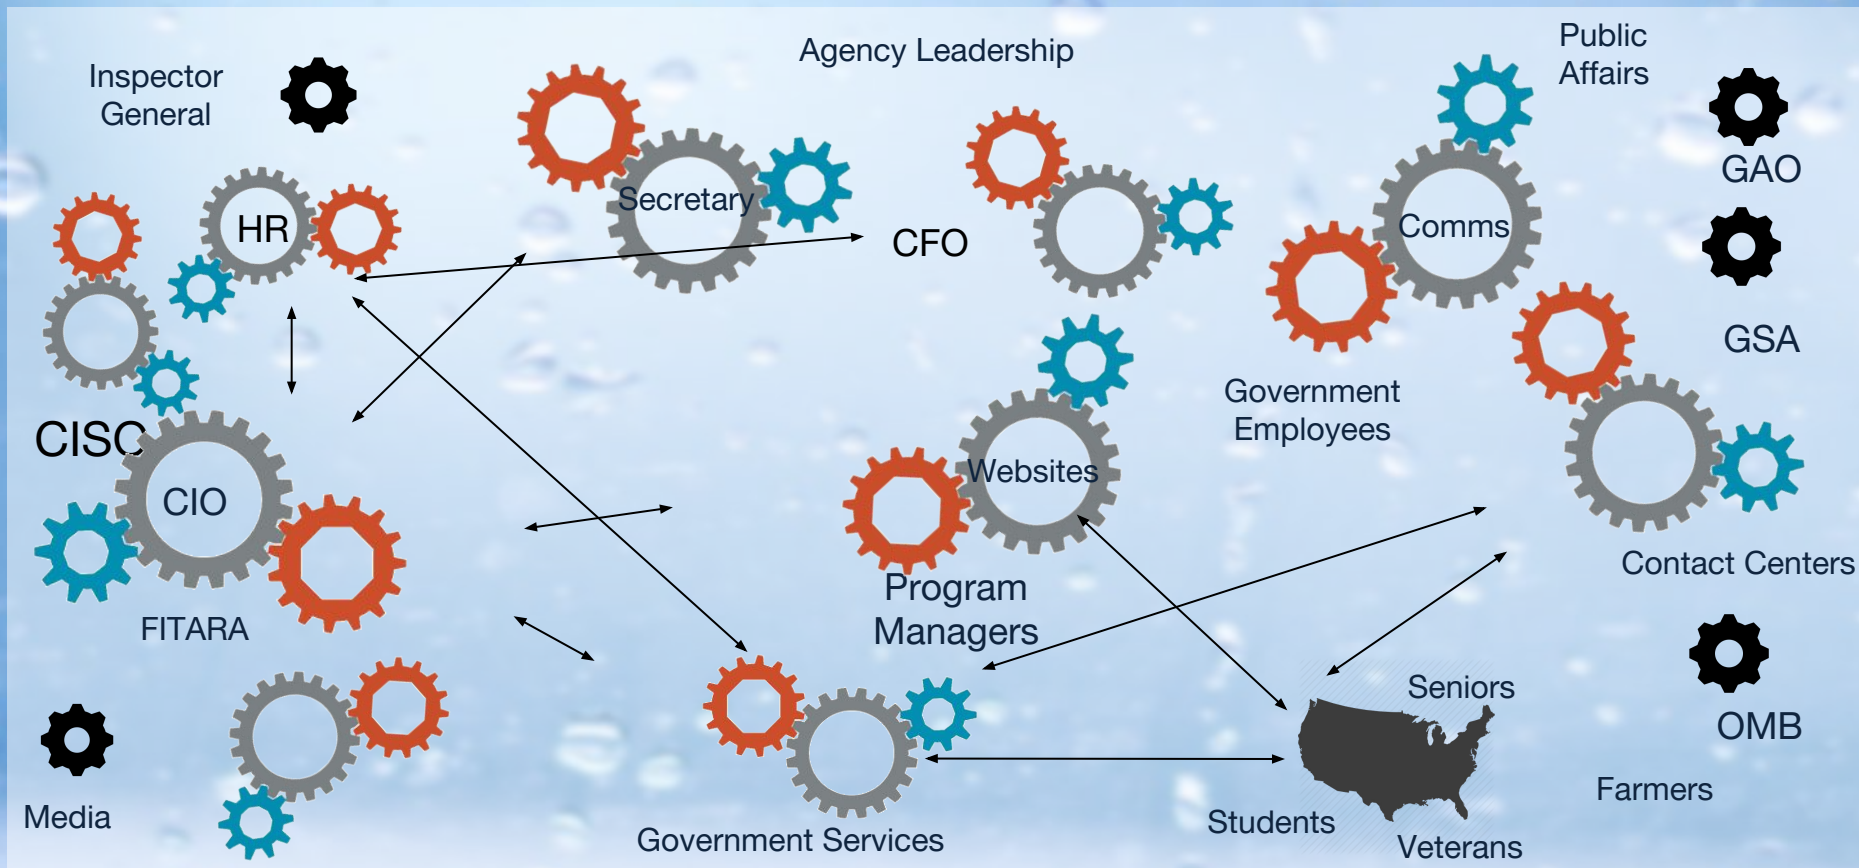 Inspector
General
Agency Leadership
Public
Affairs
GAO
HR
Secretary
CFO
Comms
GSA
CISO
CIO
Government
Employees
Websites
Program
Managers
Contact Centers
FITARA
Seniors
OMB
Farmers
Media
Government Services
Students
Veterans